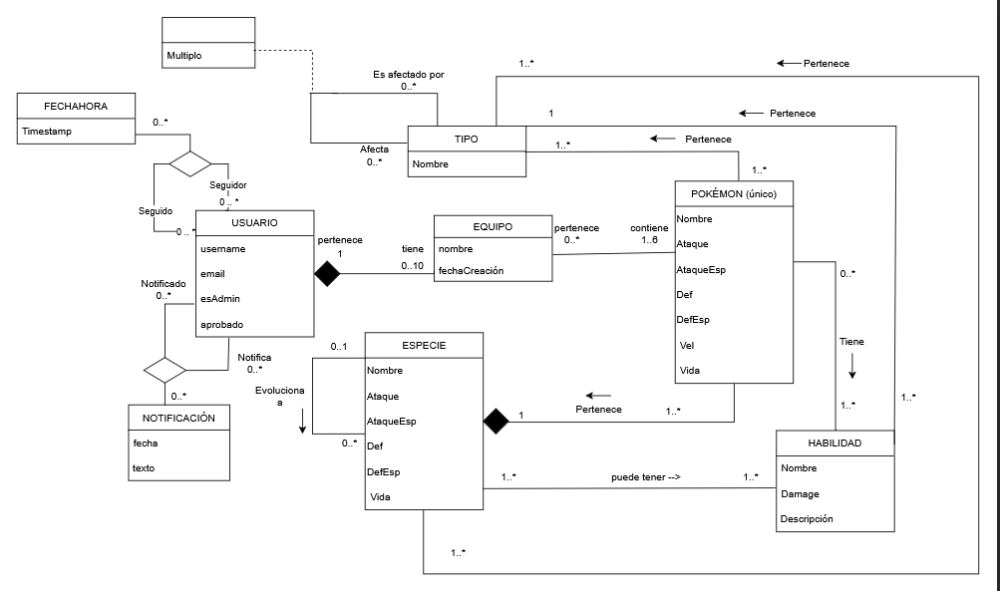 Multiplo
1..*
Pertenece
Es afectado por
0..*
FECHAHORA
Timestamp
0..*
1
Pertenece
TIPO
Nombre
Afecta
0..*
1..*
Pertenece
1..*
Seguidor
0 .. *
Seguido
0 .. *
USUARIO
username
email
esAdmin
aprobado
pertenece
1
tiene
0..10
EQUIPO
nombre
fechaCreación
pertenece
0..*
contiene
1..6
POKÉMON (único)
Nombre
Ataque
AtaqueEsp
Def
DefEsp
Vel
Vida
0..*
Tiene
1..*
1..*
Notificado
0..*
Notifica
0..*
0..*
NOTIFICACIÓN
fecha
texto
0..1
Evoluciona
a
0..*
ESPECIE
Nombre
Ataque
AtaqueEsp
Def
DefEsp
Vida
1
Pertenece
1..*
1..*
puede tener -->
1..*
HABILIDAD
Nombre
Damage
Descripción
1..*